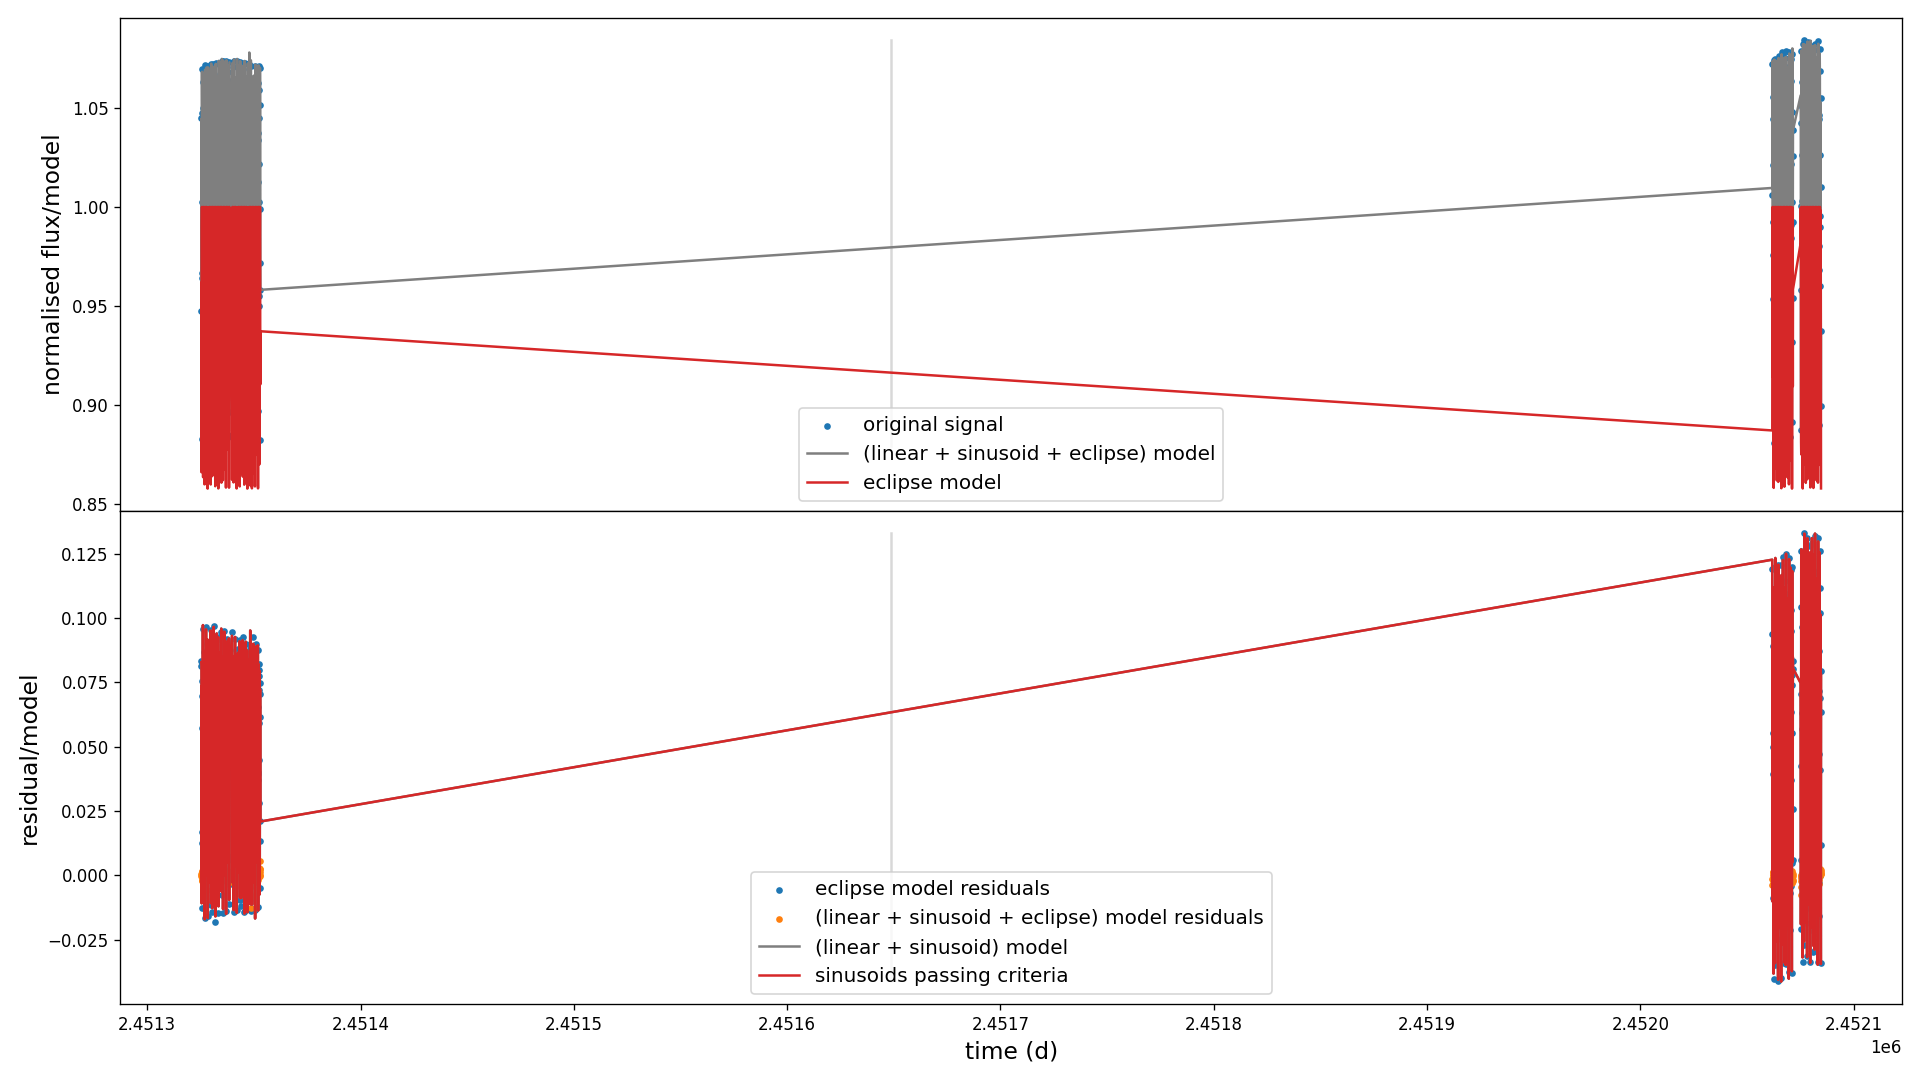 normalised flux/model
1.05
1.00
0.95
0.90
0.85
original signal
(linear + sinusoid + eclipse) model
eclipse model
residual/model
0.125
0.100
0.075
0.050
0.025
0.000
−0.025
eclipse model residuals
(linear + sinusoid + eclipse) model residuals
(linear + sinusoid) model
sinusoids passing criteria
2.4513 2.4514 2.4515 2.4516 2.4517 2.4518 2.4519 2.4520 2.4521
1e6
time (d)